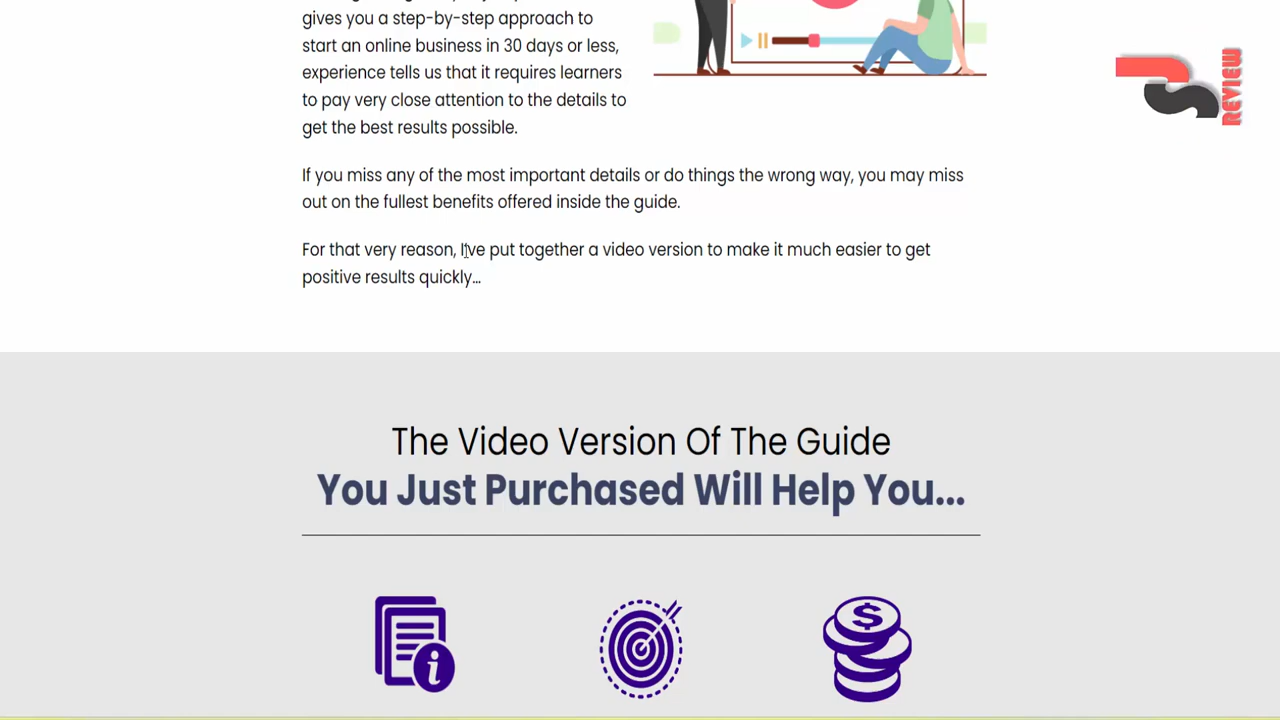 gives you a step-by-step approach to
start an online business in 30 days or less,
experience tells us that it requires learners
to pay very close attention to the details to
get the best results possible.
If you miss any of the most important details or do things the wrong way, you may miss
out on the fullest benefits offered inside the guide.
For that very reason, I've put together a video version to make it much easier to get
positive results quickly...
The Video Version Of The Guide
You Just Purchased Will Help You...
REVIEW